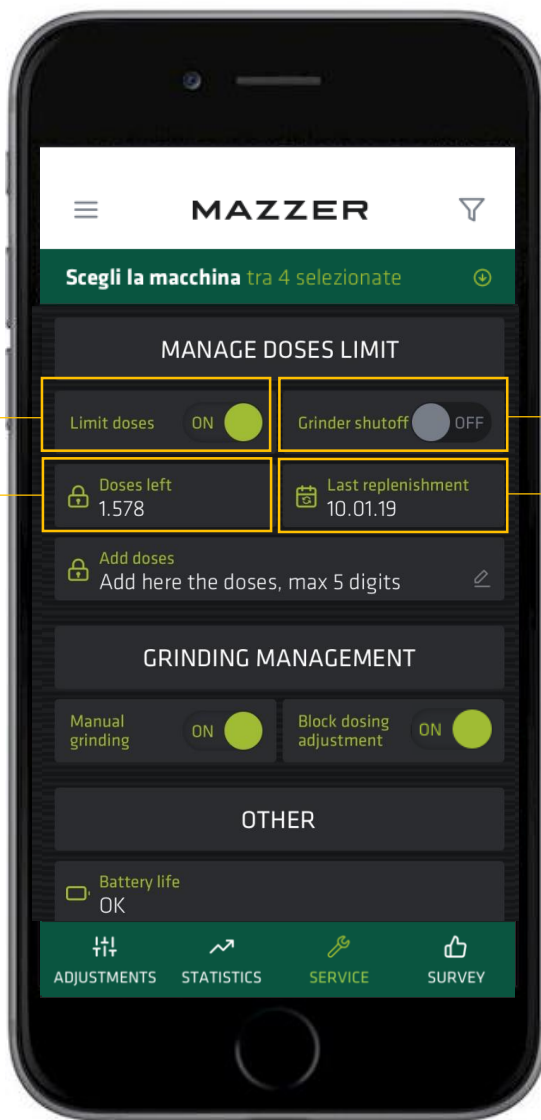 MAZZER
Scegli la macchina tra 4 selezionate
MANAGE DOSES LIMIT
Limit doses ON
Grinder shutoff OFF
Doses left
1.578
Last replenishment
10.01.19
Add doses
Add here the doses, max 5 digits
GRINDING MANAGEMENT
Manual
grinding
ON
Block dosing
adjustment
ON
OTHER
Battery life
OK
ADJUSTMENTS STATISTICS SERVICE SURVEY